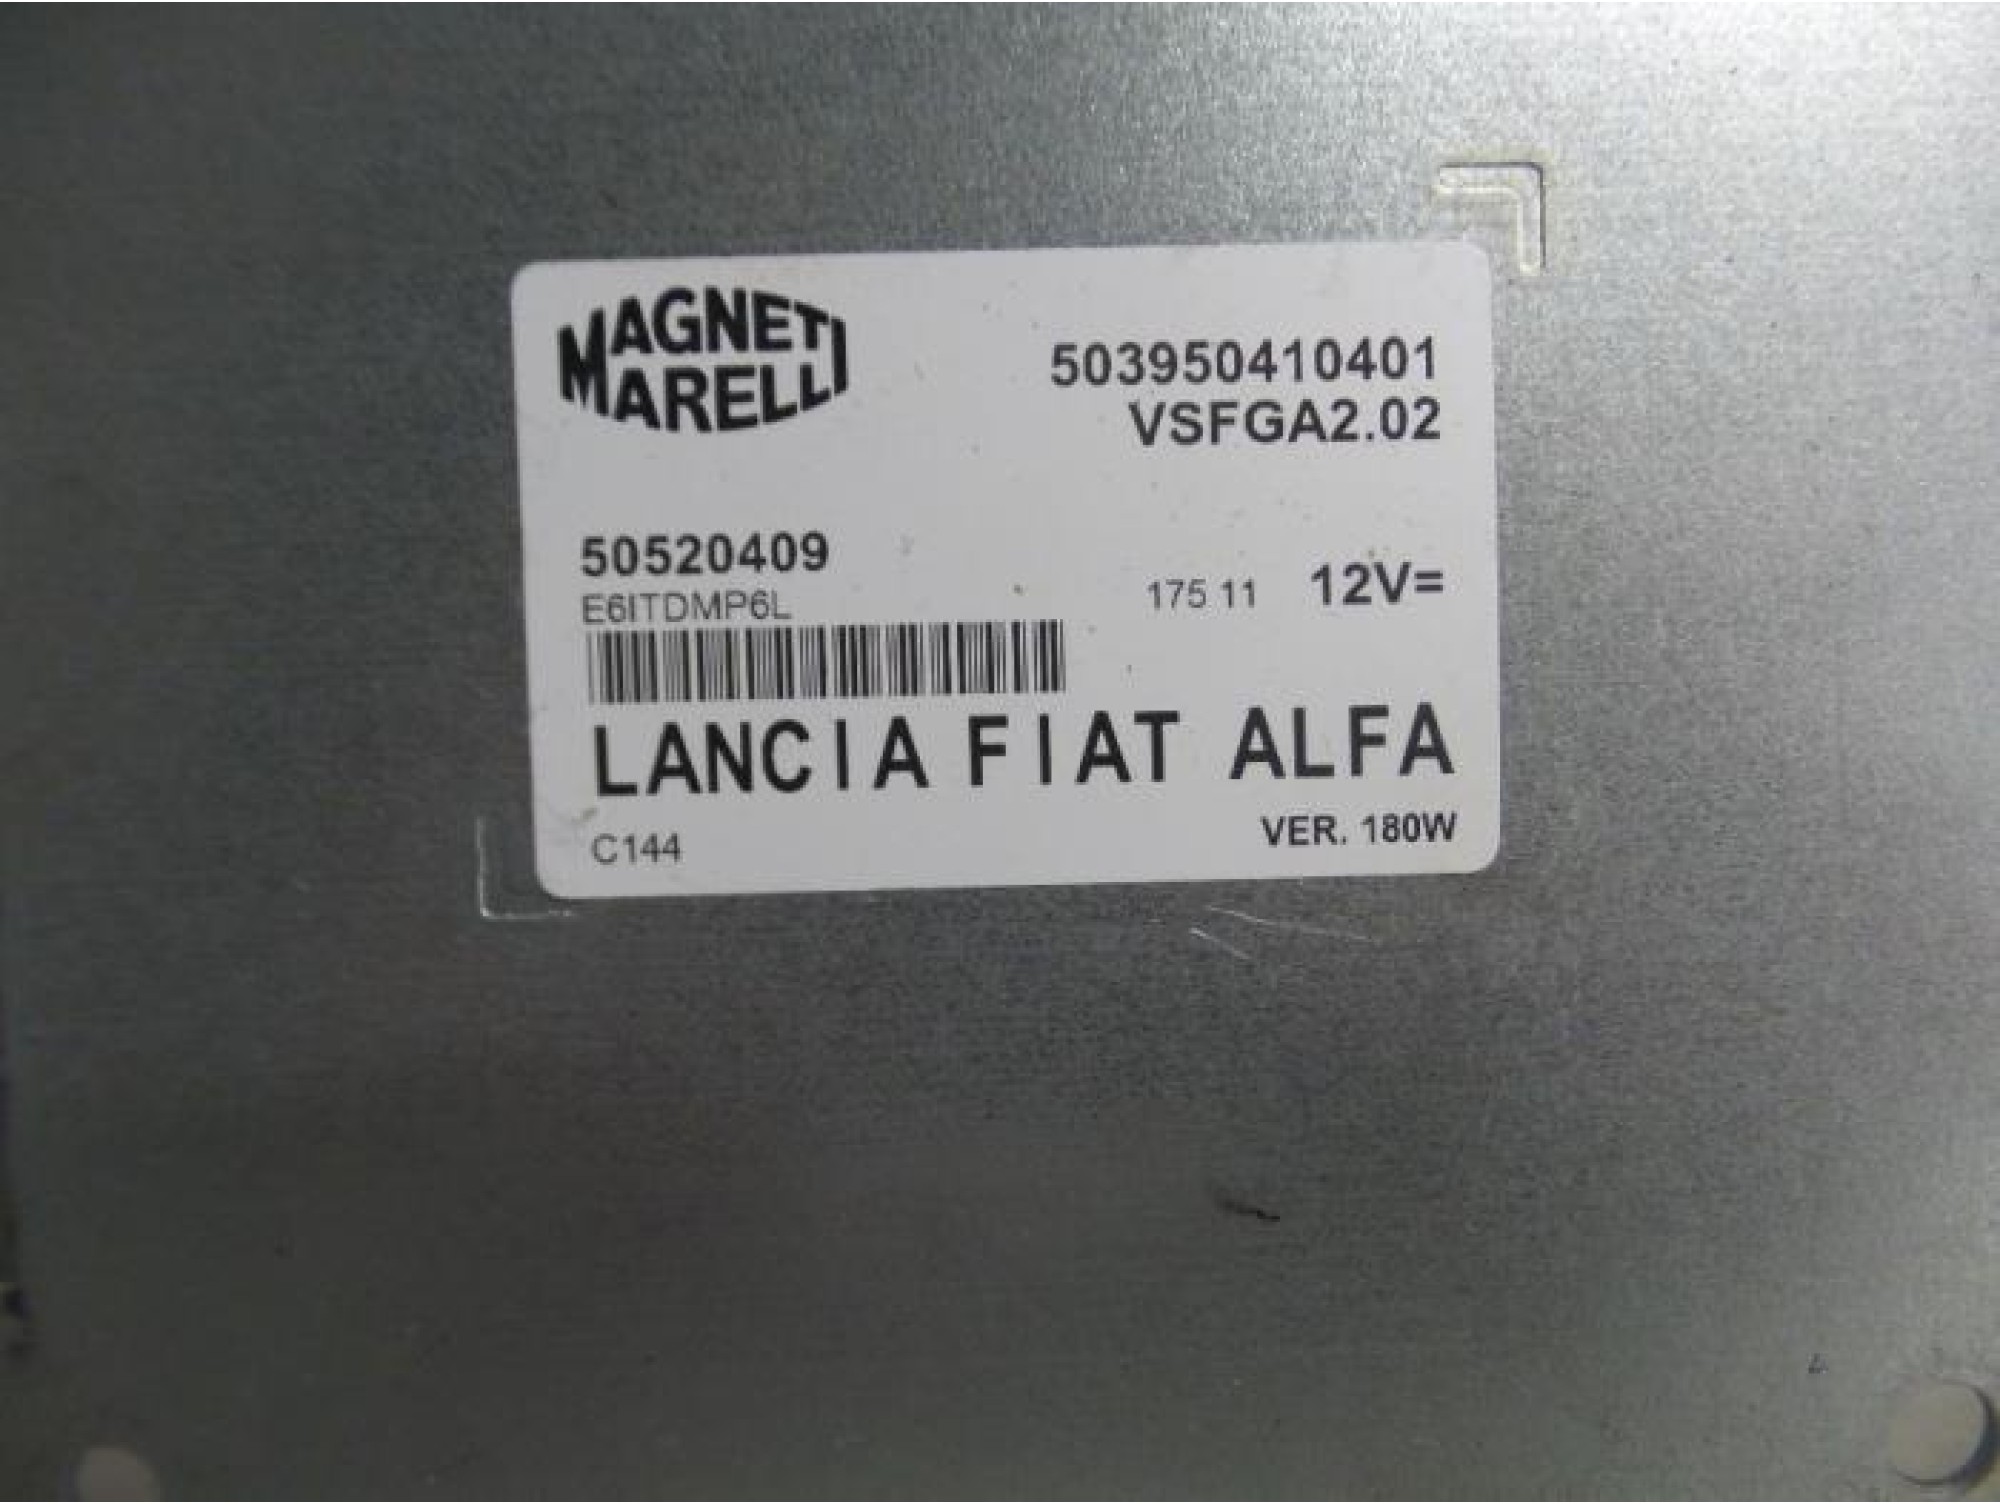 MAGNETI
MARELLI
503950410401
VSFGA2.02
50520409
E6ITDMP6L
175 11 12V=
LANCIA FIAT ALFA
C144
VER. 180W